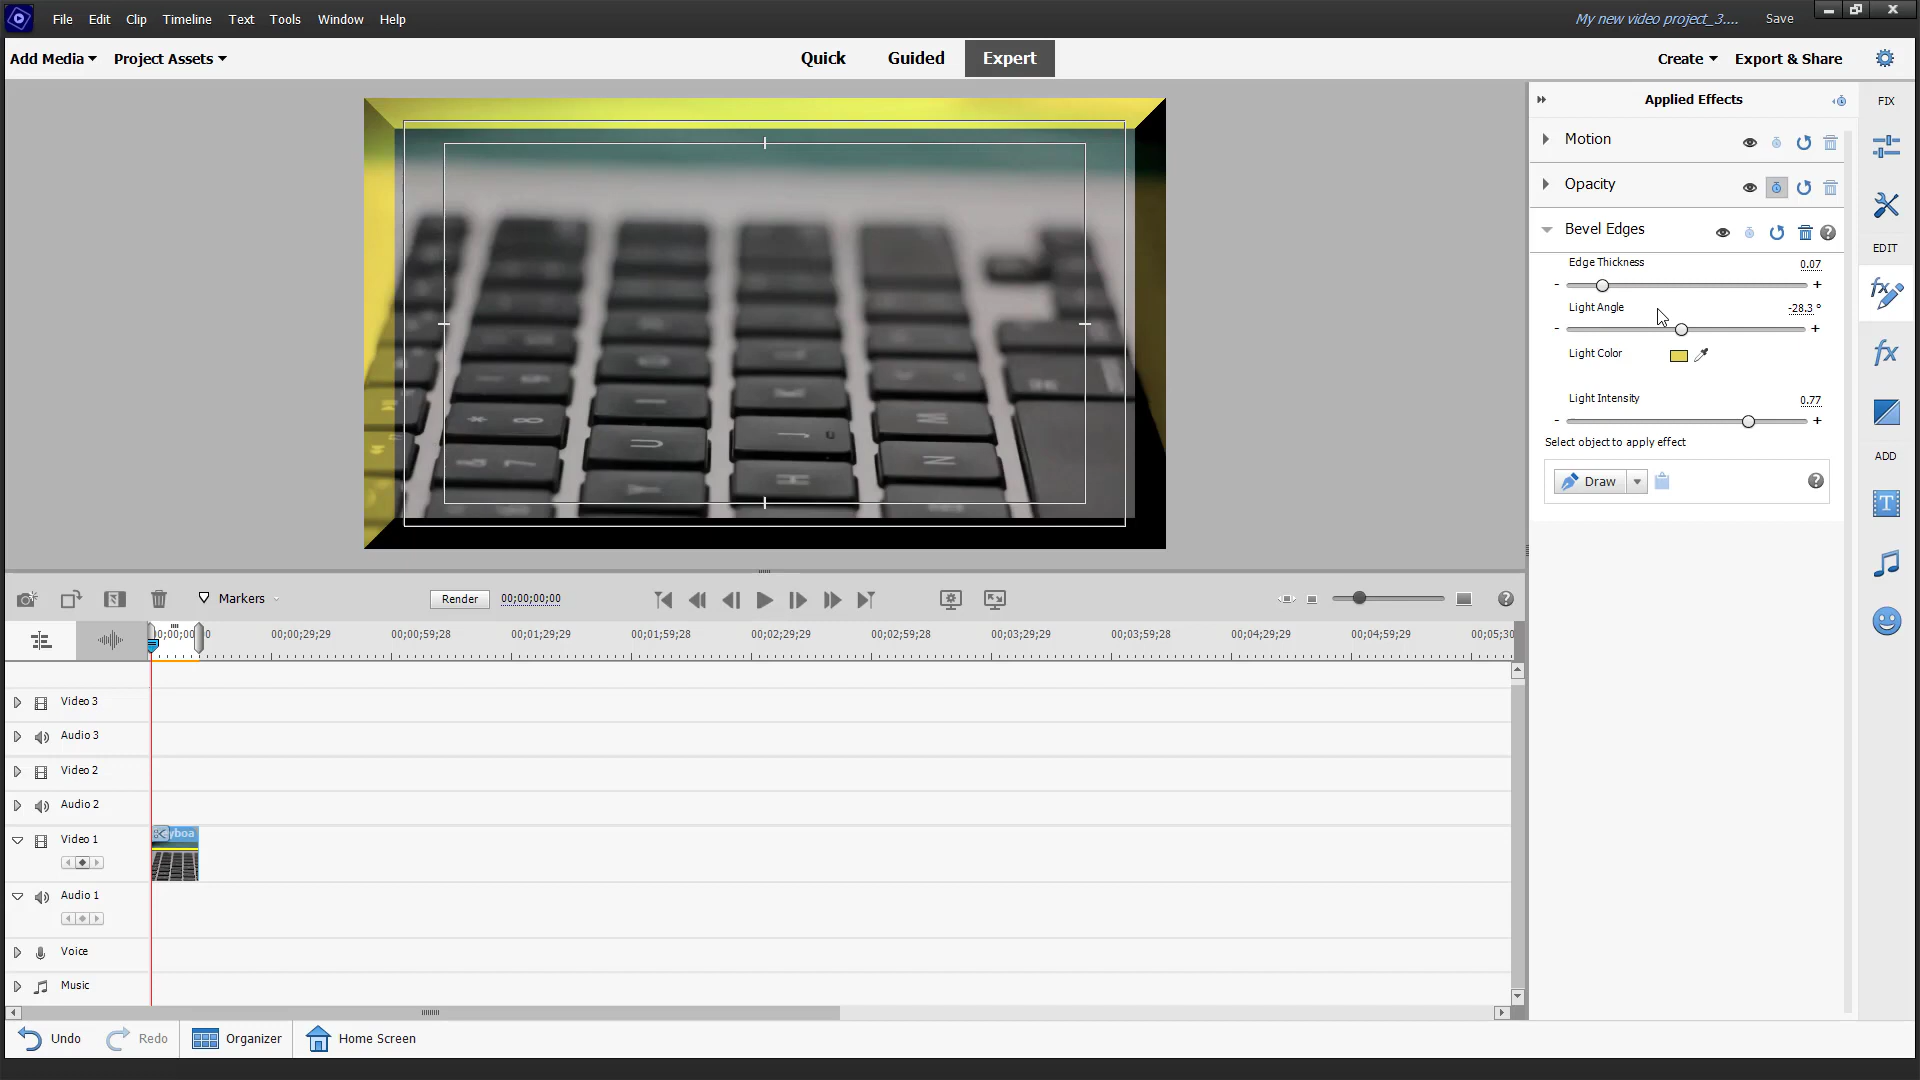 File Edit Clip Timeline Text Tools Window Help
My new video project_3.... Save
Add Media Project Assets Quick Guided Expert Create Export & Share
Applied Effects FIX
Motion
Opacity
Bevel Edges
EDIT
Edge Thickness 0.07
Light Angle -28.3 °
Light Color
Light Intensity 0.77
Select object to apply effect
ADD
Draw
Markers Render 00;00;00;00
00;00;29;29 00;00;59;28 00;01;29;29 00;01;59;28 00;02;29;29 00;02;59;28 00;03;29;29 00;03;59;28 00;04;29;29 00;04;59;29 00;05;30
Video 3
Audio 3
Video 2
Audio 2
Video 1
yboa
Audio 1
Voice
Music
Undo Redo Organizer Home Screen